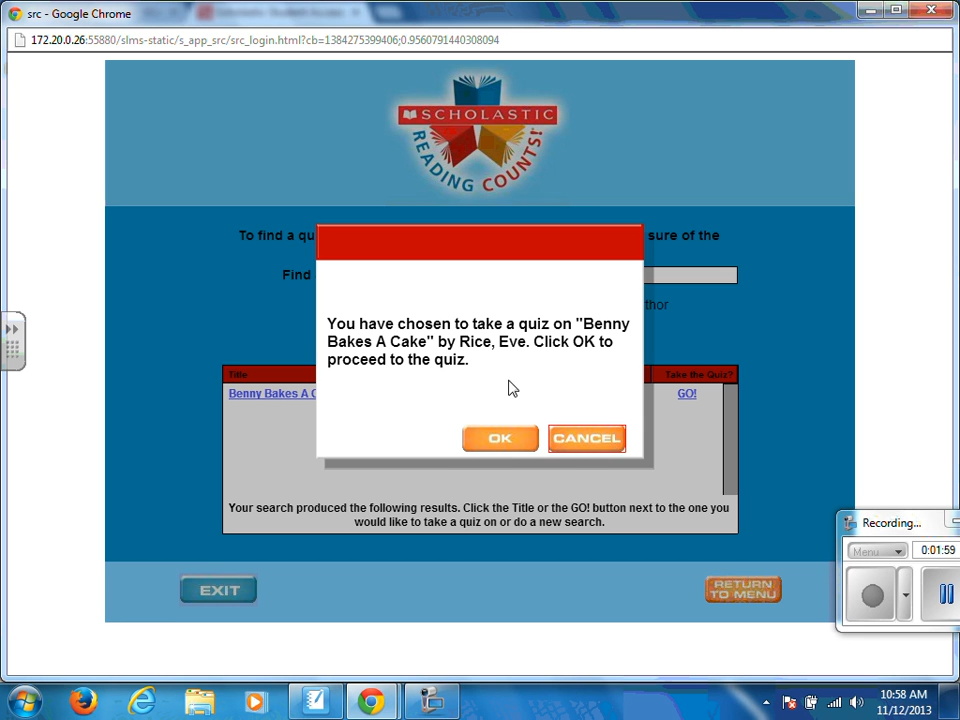 src - Google Chrome
172.20.0.26:55880/slms-static/s_app_src/src_login.html?cb=1384275399406;0.9560791440308094
SCHOLASTIC
READING COUNTS!
To find a qu
sure of the
Find
thor
You have chosen to take a quiz on "Benny
Bakes A Cake" by Rice, Eve. Click OK to
proceed to the quiz.
Title
Take the Quiz?
Benny Bakes A C
GO!
OK
CANCEL
Your search produced the following results. Click the Title or the GO! button next to the one you
would like to take a quiz on or do a new search.
EXIT
RETURN
TO MENU
Recording...
Menu
0:01:59
10:58 AM
11/12/2013